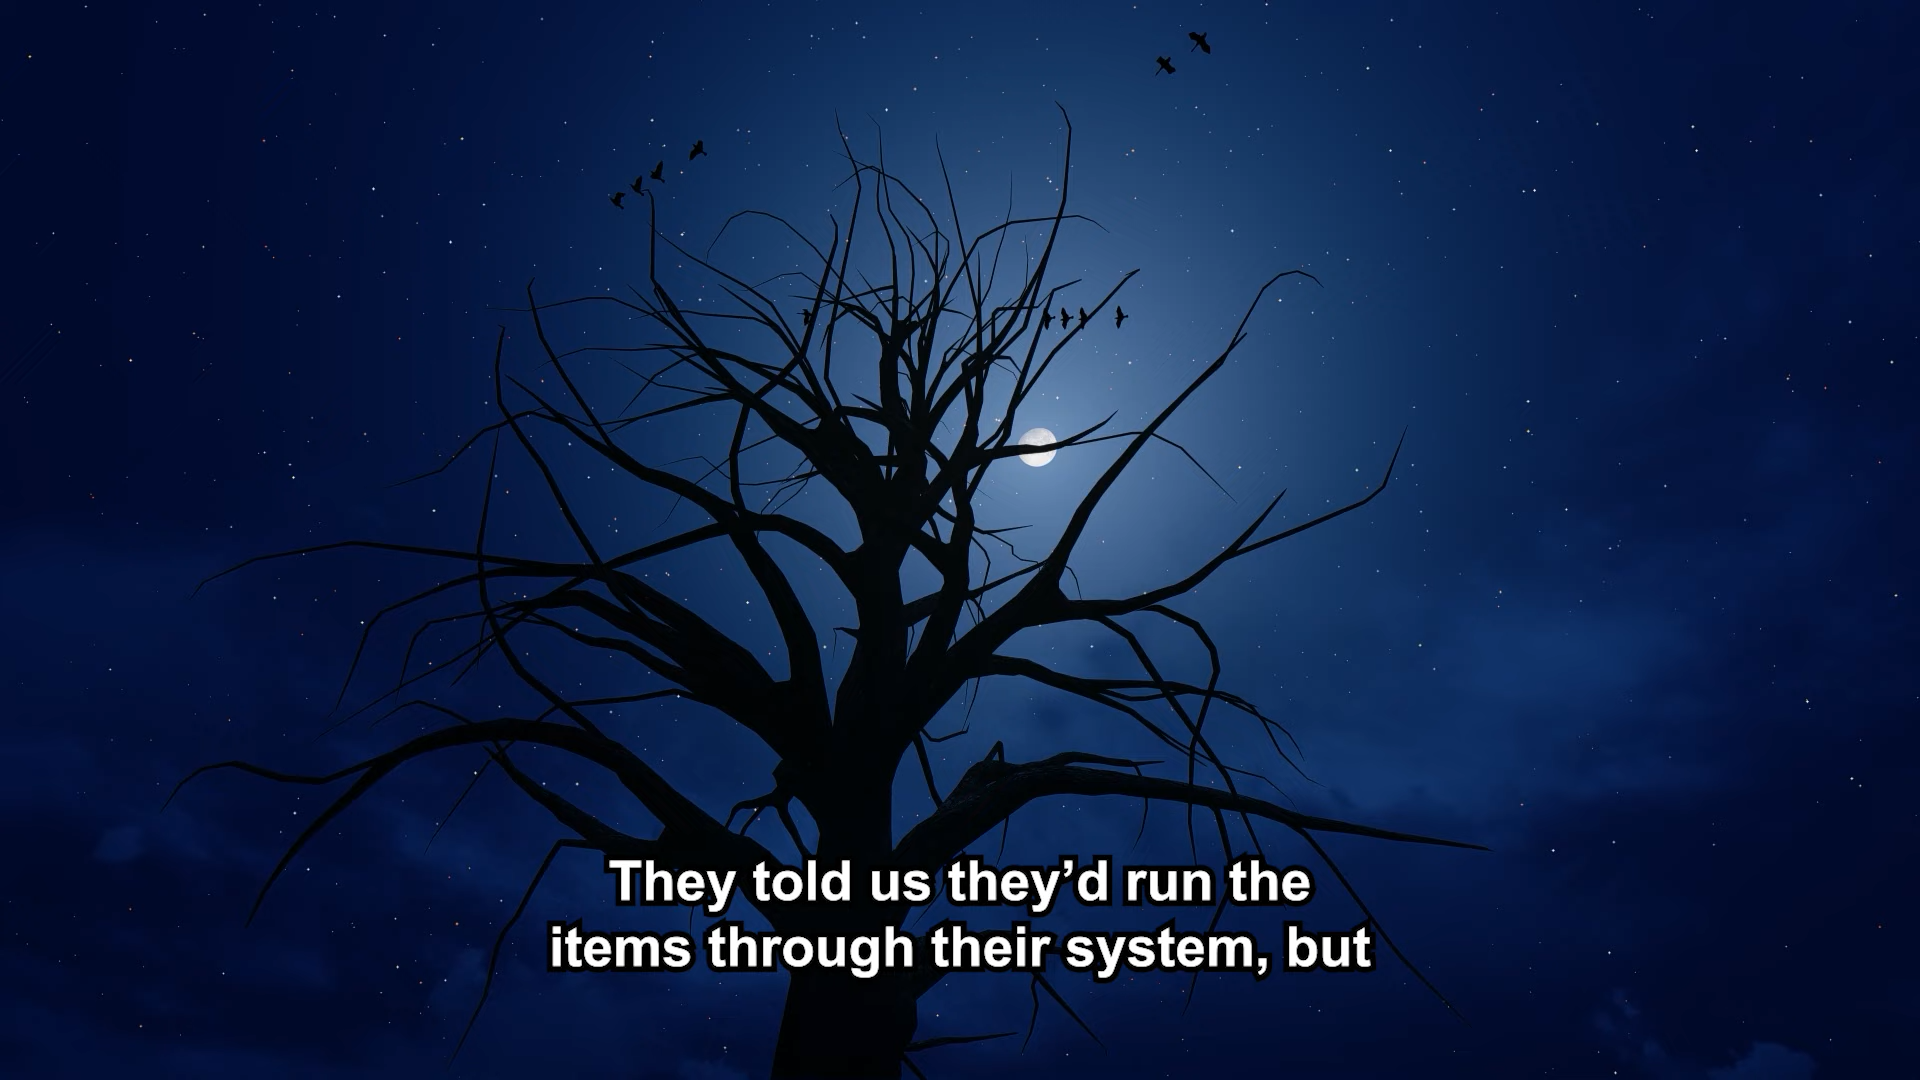 They told us they’d run the
items through their system, but